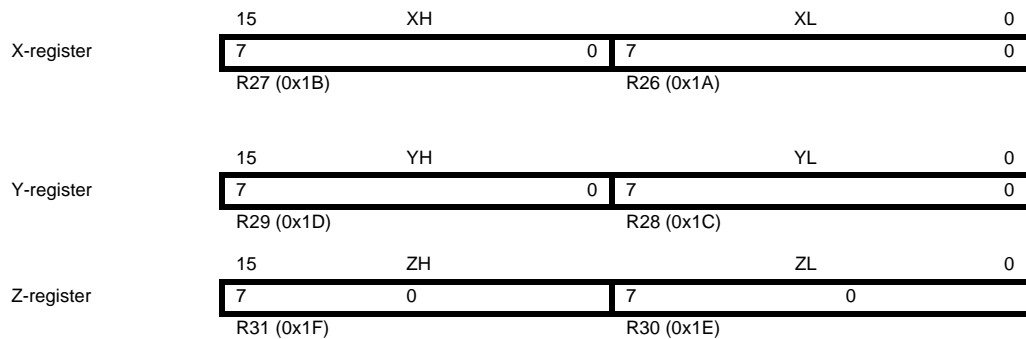 15 XH XL 0
X-register 7 0 7 0
R27 (0x1B) R26 (0x1A)
15 YH YL 0
Y-register 7 0 7 0
R29 (0x1D) R28 (0x1C)
15 ZH ZL 0
Z-register 7 0 7 0
R31 (0x1F) R30 (0x1E)